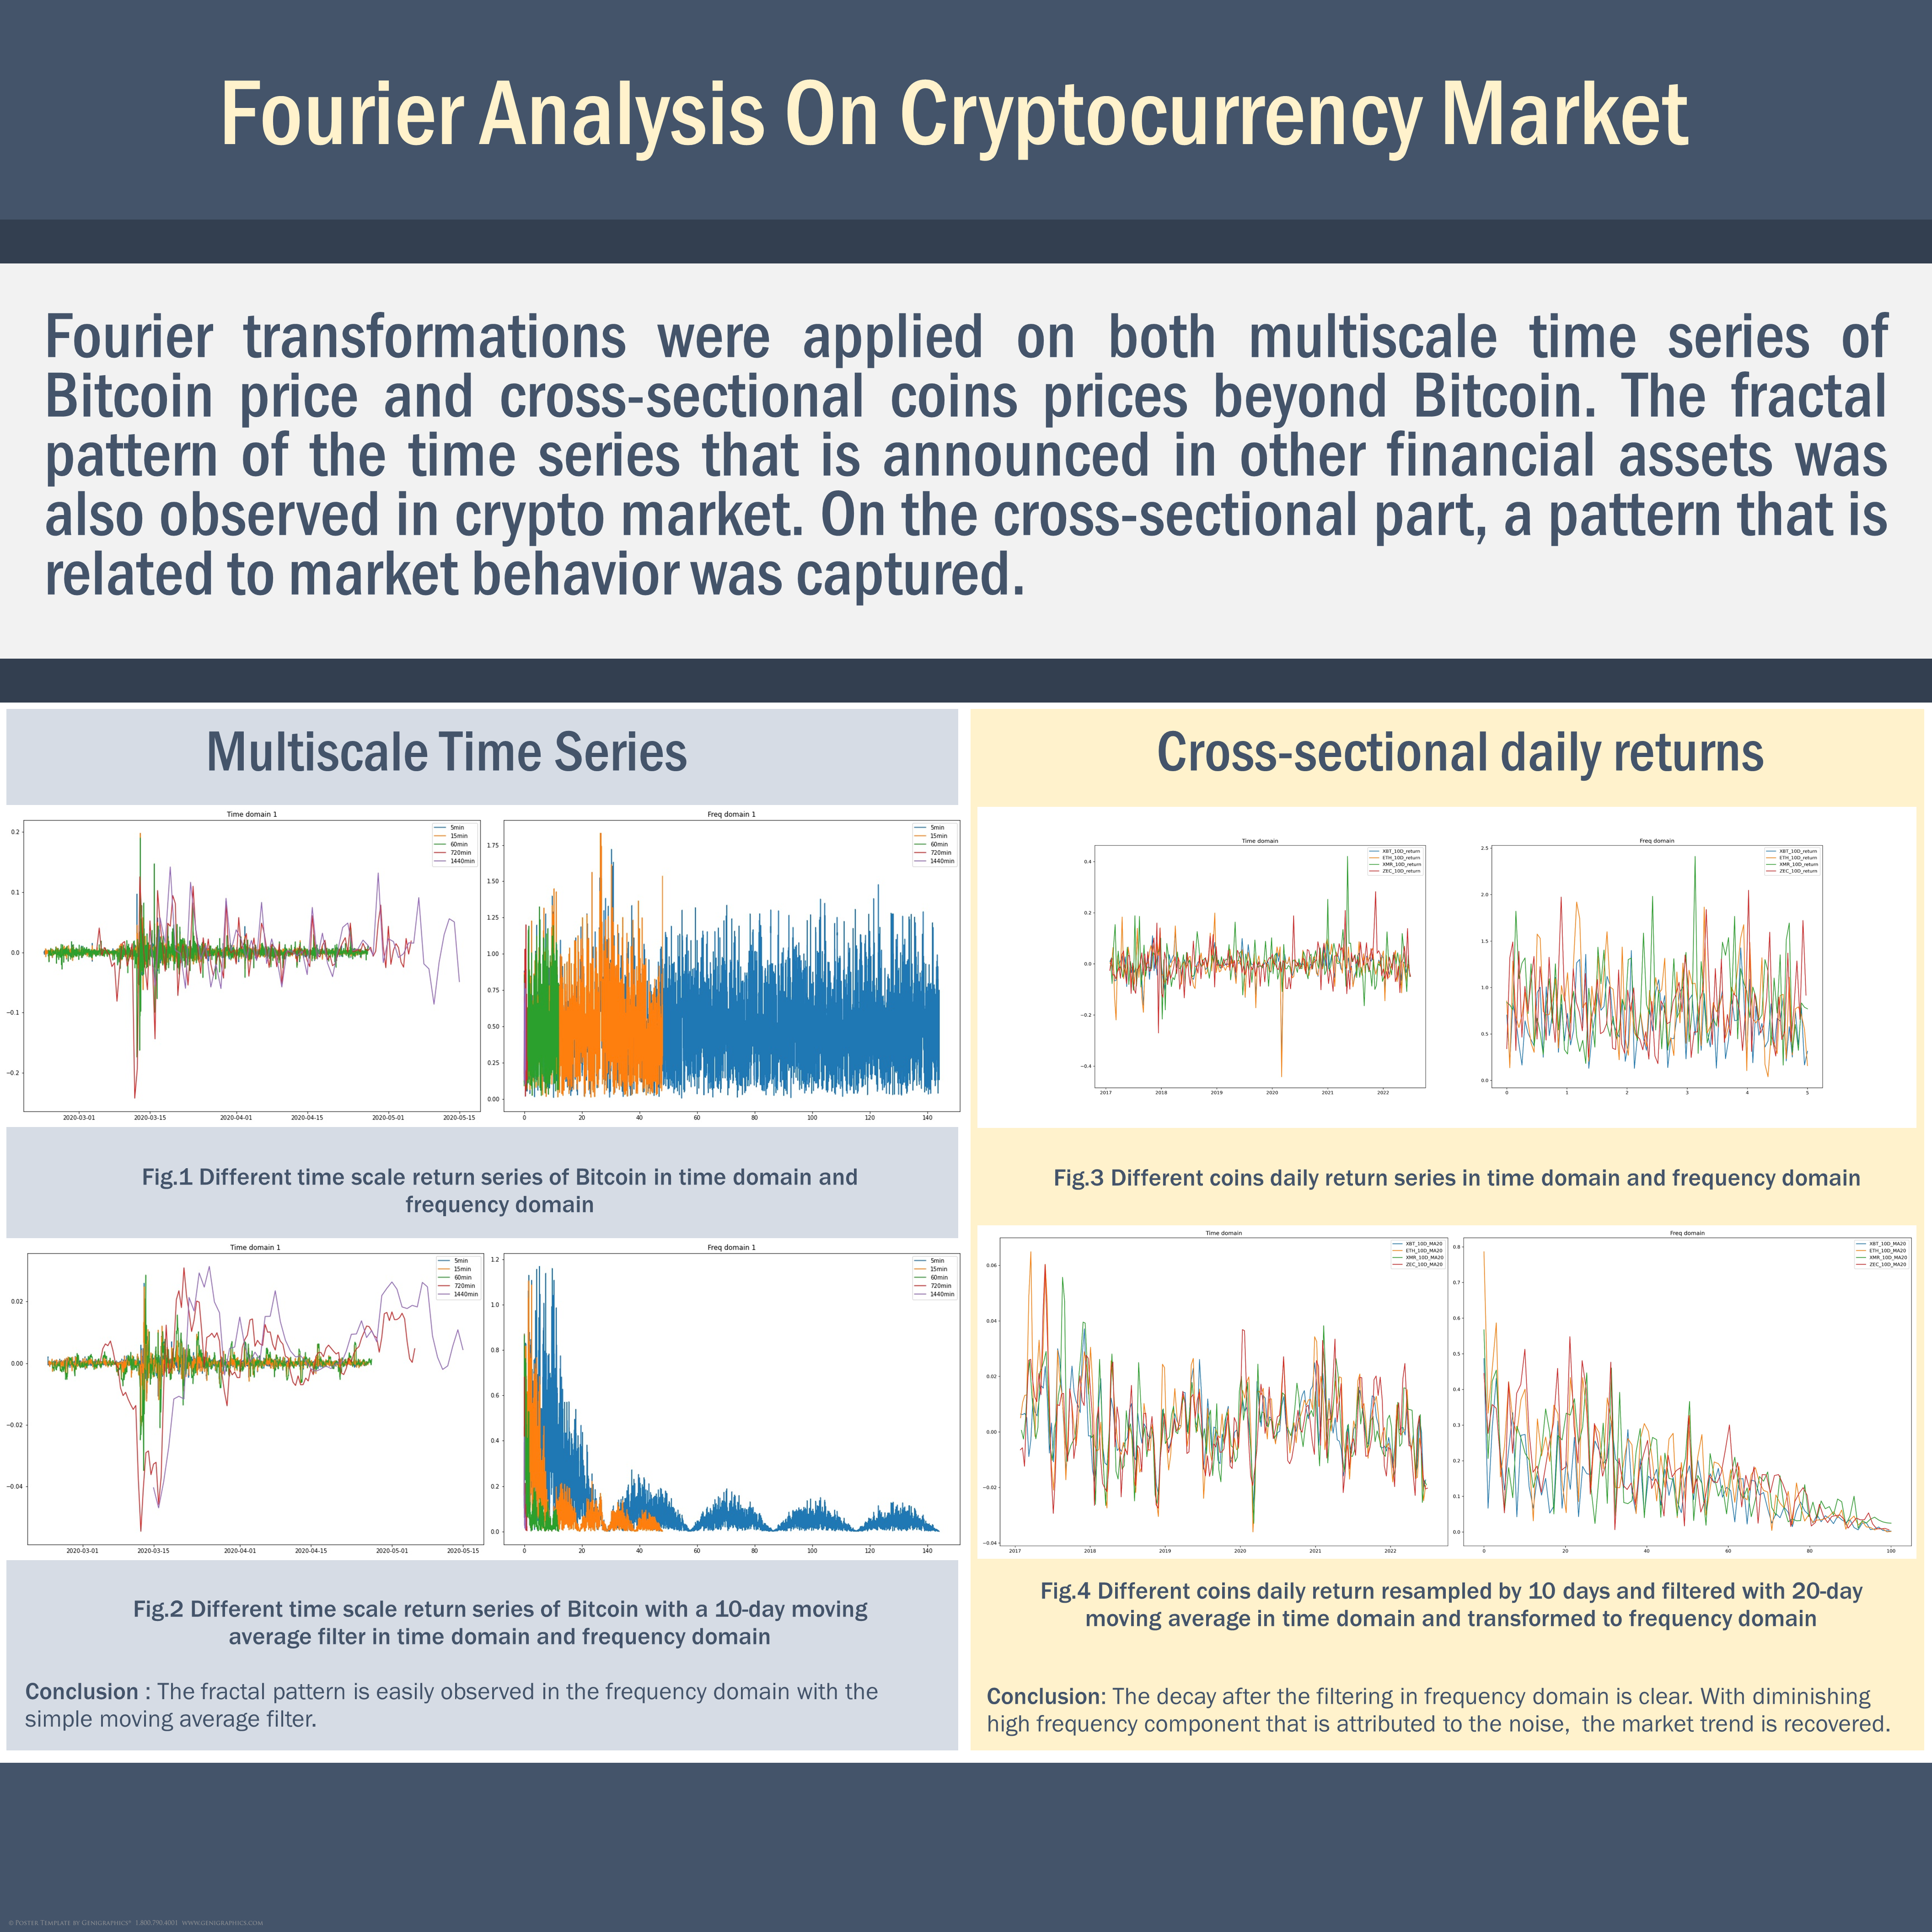 Fourier Analysis On Cryptocurrency Market
Fourier transformations were applied on both multiscale time series of
Bitcoin price and cross-sectional coins prices beyond Bitcoin. The fractal
pattern of the time series that is announced in other financial assets was
also observed in crypto market. On the cross-sectional part, a pattern that is
related to market behavior was captured.
Multiscale Time Series
Time domain 1
5min
15min
60min
720min
1440min
0.2
0.1
0.0
−0.1
−0.2
2020-03-01 2020-03-15 2020-04-01 2020-04-15 2020-05-01 2020-05-15
Freq domain 1
5min
15min
60min
720min
1440min
1.75
1.50
1.25
1.00
0.75
0.50
0.25
0.00
0 20 40 60 80 100 120 140
Fig.1 Different time scale return series of Bitcoin in time domain and
frequency domain
Time domain 1
5min
15min
60min
720min
1440min
0.02
0.00
−0.02
−0.04
2020-03-01 2020-03-15 2020-04-01 2020-04-15 2020-05-01 2020-05-15
Freq domain 1
5min
15min
60min
720min
1440min
1.2
1.0
0.8
0.6
0.4
0.2
0.0
0 20 40 60 80 100 120 140
Fig.2 Different time scale return series of Bitcoin with a 10-day moving
average filter in time domain and frequency domain
Conclusion : The fractal pattern is easily observed in the frequency domain with the
simple moving average filter.
Cross-sectional daily returns
Time domain
XBT_10D_return
ETH_10D_return
XMR_10D_return
ZEC_10D_return
0.4
0.2
0.0
−0.2
−0.4
2017 2018 2019 2020 2021 2022
Freq domain
XBT_10D_return
ETH_10D_return
XMR_10D_return
ZEC_10D_return
2.5
2.0
1.5
1.0
0.5
0.0
0 1 2 3 4 5
Fig.3 Different coins daily return series in time domain and frequency domain
Time domain
XBT_10D_MA20
ETH_10D_MA20
XMR_10D_MA20
ZEC_10D_MA20
0.06
0.04
0.02
0.00
−0.02
−0.04
2017 2018 2019 2020 2021 2022
Freq domain
XBT_10D_MA20
ETH_10D_MA20
XMR_10D_MA20
ZEC_10D_MA20
0.8
0.7
0.6
0.5
0.4
0.3
0.2
0.1
0.0
0 20 40 60 80 100
Fig.4 Different coins daily return resampled by 10 days and filtered with 20-day
moving average in time domain and transformed to frequency domain
Conclusion: The decay after the filtering in frequency domain is clear. With diminishing
high frequency component that is attributed to the noise, the market trend is recovered.
© Poster Template by Genigraphics® 1.800.790.4001 www.genigraphics.com